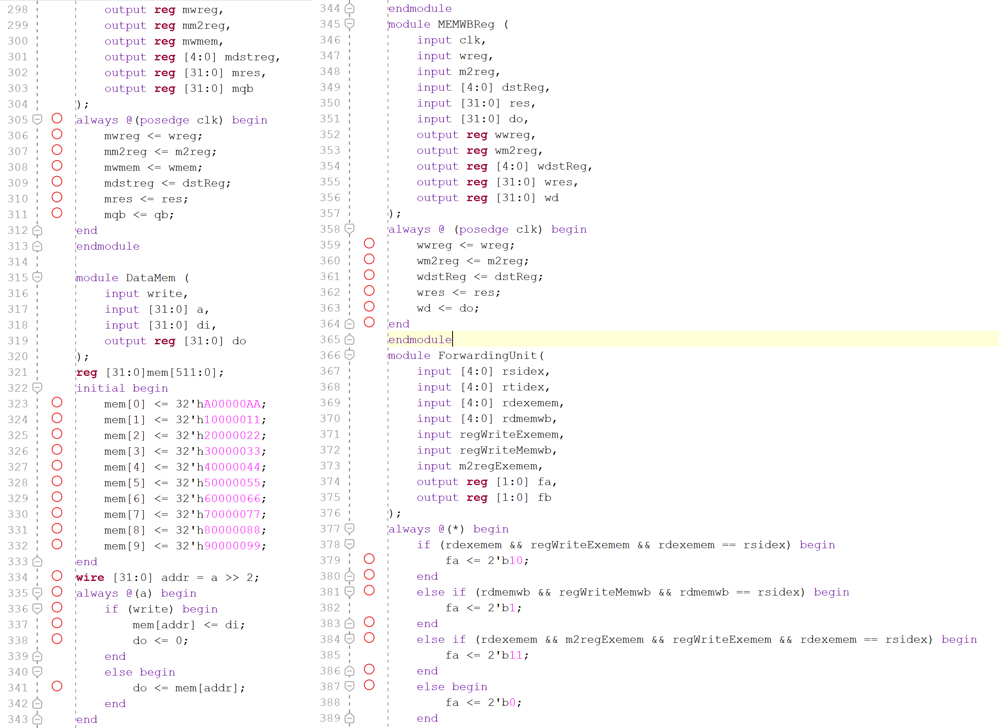 298 output reg mwreg,
299 output reg mm2reg,
300 output reg mwmem,
301 output reg [4:0] mdstreg,
302 output reg [31:0] mres,
303 output reg [31:0] mqb
304 );
305 always @(posedge clk) begin
306 mwreg <= wreg;
307 mm2reg <= m2reg;
308 mwmem <= wmem;
309 mdstreg <= dstReg;
310 mres <= res;
311 mqb <= qb;
312 end
313 endmodule
314
315 module DataMem (
316 input write,
317 input [31:0] a,
318 input [31:0] di,
319 output reg [31:0] do
320 );
321 reg [31:0]mem[511:0];
322 initial begin
323 mem[0] <= 32'hA00000AA;
324 mem[1] <= 32'h10000011;
325 mem[2] <= 32'h20000022;
326 mem[3] <= 32'h30000033;
327 mem[4] <= 32'h40000044;
328 mem[5] <= 32'h50000055;
329 mem[6] <= 32'h60000066;
330 mem[7] <= 32'h70000077;
331 mem[8] <= 32'h80000088;
332 mem[9] <= 32'h90000099;
333 end
334 wire [31:0] addr = a >> 2;
335 always @(a) begin
336 if (write) begin
337 mem[addr] <= di;
338 do <= 0;
339 end
340 else begin
341 do <= mem[addr];
342 end
343 end
344 endmodule
345 module MEMWBReg (
346 input clk,
347 input wreg,
348 input m2reg,
349 input [4:0] dstReg,
350 input [31:0] res,
351 input [31:0] do,
352 output reg wwreg,
353 output reg wm2reg,
354 output reg [4:0] wdstReg,
355 output reg [31:0] wres,
356 output reg [31:0] wd
357 );
358 always @ (posedge clk) begin
359 wwreg <= wreg;
360 wm2reg <= m2reg;
361 wdstReg <= dstReg;
362 wres <= res;
363 wd <= do;
364 end
365 endmodule
366 module ForwardingUnit(
367 input [4:0] rsidex,
368 input [4:0] rtidex,
369 input [4:0] rdexemem,
370 input [4:0] rdmemwb,
371 input regWriteExemem,
372 input regWriteMemwb,
373 input m2regExemem,
374 output reg [1:0] fa,
375 output reg [1:0] fb
376 );
377 always @(*) begin
378 if (rdexemem && regWriteExemem && rdexemem == rsidex) begin
379 fa <= 2'b10;
380 end
381 else if (rdmemwb && regWriteMemwb && rdmemwb == rsidex) begin
382 fa <= 2'b1;
383 end
384 else if (rdexemem && m2regExemem && regWriteExemem && rdexemem == rsidex) begin
385 fa <= 2'b11;
386 end
387 else begin
388 fa <= 2'b0;
389 end